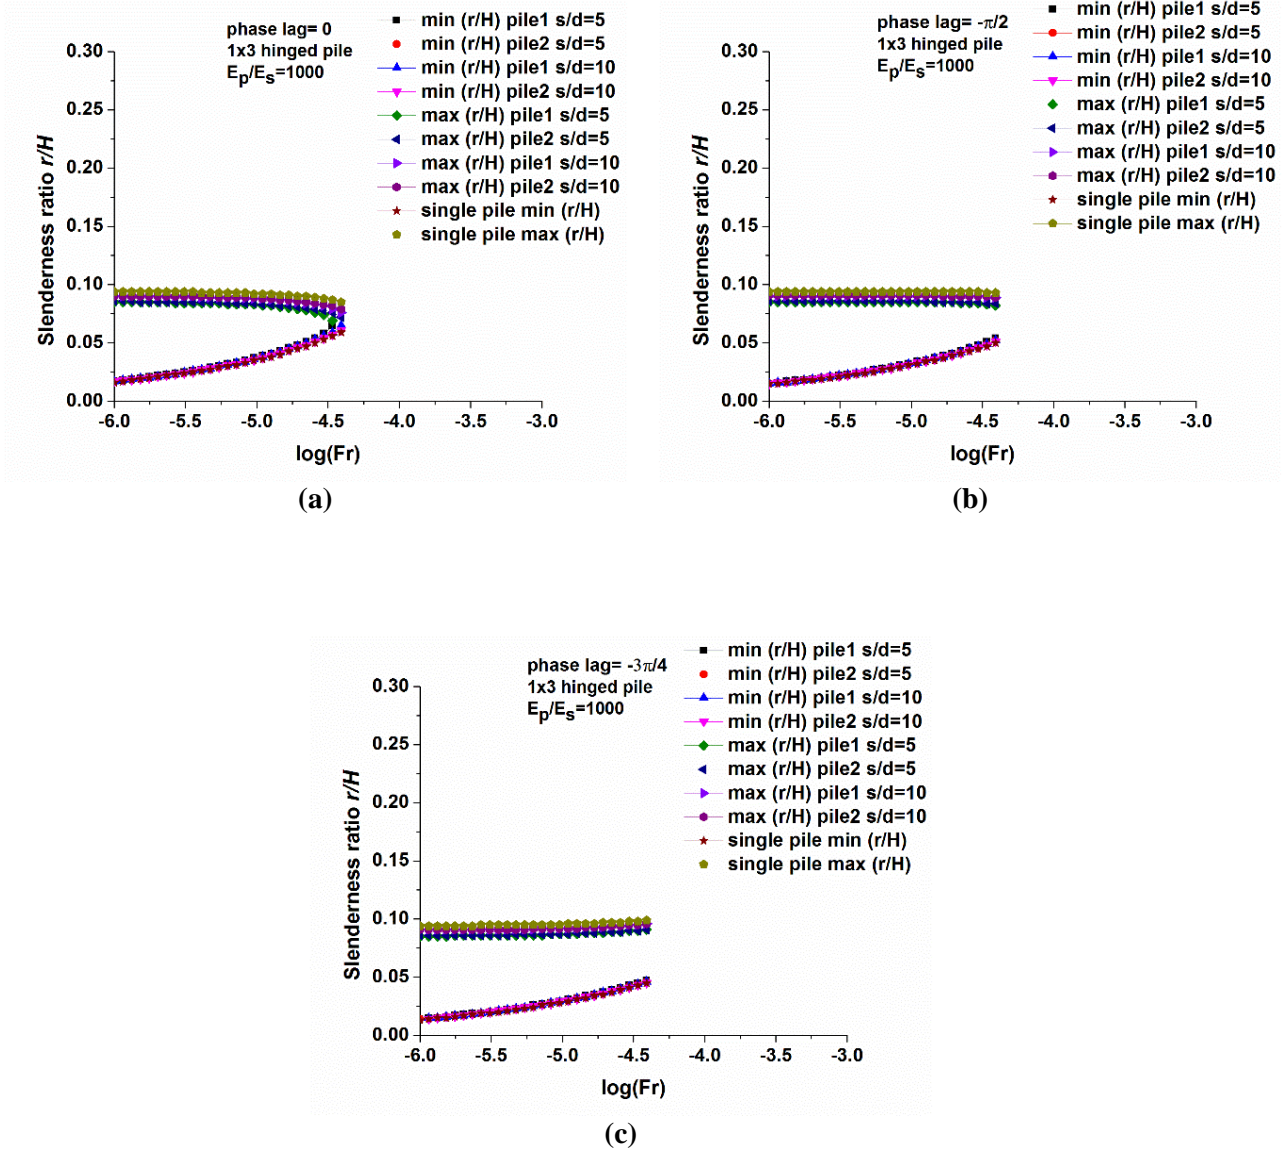 phase lag= 0
1x3 hinged pile
Ep/Es=1000
min (r/H) pile1 s/d=5
min (r/H) pile2 s/d=5
min (r/H) pile1 s/d=10
min (r/H) pile2 s/d=10
max (r/H) pile1 s/d=5
max (r/H) pile2 s/d=5
max (r/H) pile1 s/d=10
max (r/H) pile2 s/d=10
single pile min (r/H)
single pile max (r/H)
Slenderness ratio r/H
0.30
0.25
0.20
0.15
0.10
0.05
0.00
-6.0 -5.5 -5.0 -4.5 -4.0 -3.5 -3.0
log(Fr)
(a)
phase lag= -π/2
1x3 hinged pile
Ep/Es=1000
min (r/H) pile1 s/d=5
min (r/H) pile2 s/d=5
min (r/H) pile1 s/d=10
min (r/H) pile2 s/d=10
max (r/H) pile1 s/d=5
max (r/H) pile2 s/d=5
max (r/H) pile1 s/d=10
max (r/H) pile2 s/d=10
single pile min (r/H)
single pile max (r/H)
Slenderness ratio r/H
0.30
0.25
0.20
0.15
0.10
0.05
0.00
-6.0 -5.5 -5.0 -4.5 -4.0 -3.5 -3.0
log(Fr)
(b)
phase lag= -3π/4
1x3 hinged pile
Ep/Es=1000
min (r/H) pile1 s/d=5
min (r/H) pile2 s/d=5
min (r/H) pile1 s/d=10
min (r/H) pile2 s/d=10
max (r/H) pile1 s/d=5
max (r/H) pile2 s/d=5
max (r/H) pile1 s/d=10
max (r/H) pile2 s/d=10
single pile min (r/H)
single pile max (r/H)
Slenderness ratio r/H
0.30
0.25
0.20
0.15
0.10
0.05
0.00
-6.0 -5.5 -5.0 -4.5 -4.0 -3.5 -3.0
log(Fr)
(c)